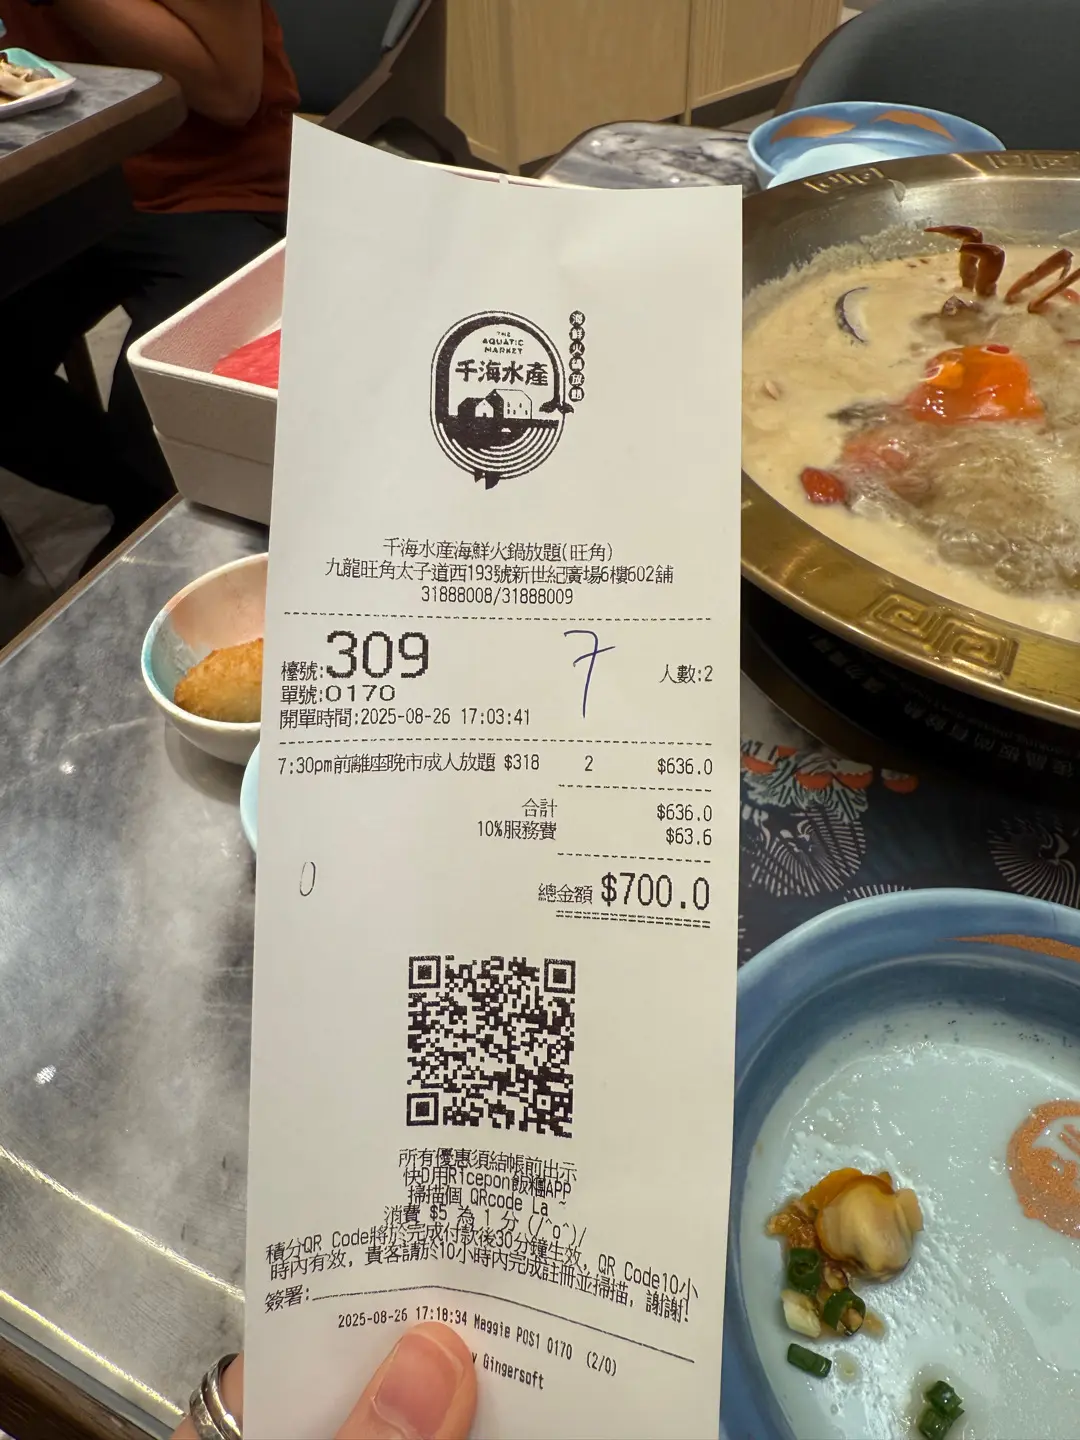 THE
AQUATIC
MARKET
千海水產
海鮮火鍋放題
千海水產海鮮火鍋放題(旺角)
九龍旺角太子道西193號新世紀廣場6樓602舖
31888008/31888009
檯號:309 7 人數:2
單號:0170
開單時間:2025-08-26 17:03:41
7:30pm前離座晚市成人放題 $318 2 $636.0
合計 $636.0
10%服務費 $63.6
0
總金額 $700.0
所有優惠須結帳前出示
快D用Ricepon飯糰APP
掃描個 QRcode La ~
消費 $5 為 1 分 (/^o^)/
積分QR Code將於完成付款後30分鐘生效, QR Code10小
時內有效, 貴客請於10小時內完成註冊並掃描, 謝謝!
簽署:
2025-08-26 17:18:34 Maggie POS1 0170 (2/0)
y Gingersoft